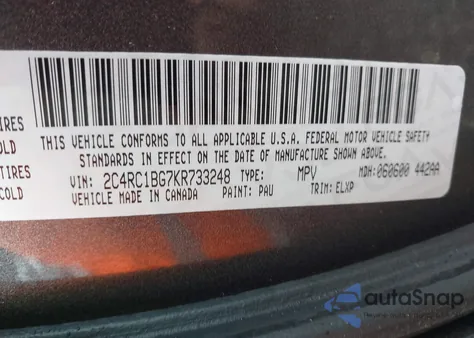 IRES
OLD
TIRES
COLD
THIS VEHICLE CONFORMS TO ALL APPLICABLE U.S.A. FEDERAL MOTOR VEHICLE SAFETY
STANDARDS IN EFFECT ON THE DATE OF MANUFACTURE SHOWN ABOVE.
VIN: 2C4RC1BG7KR733248 TYPE: MPV MDH: 060600 442AA
VEHICLE MADE IN CANADA PAINT: PAU TRIM: ELXP
autoSnap